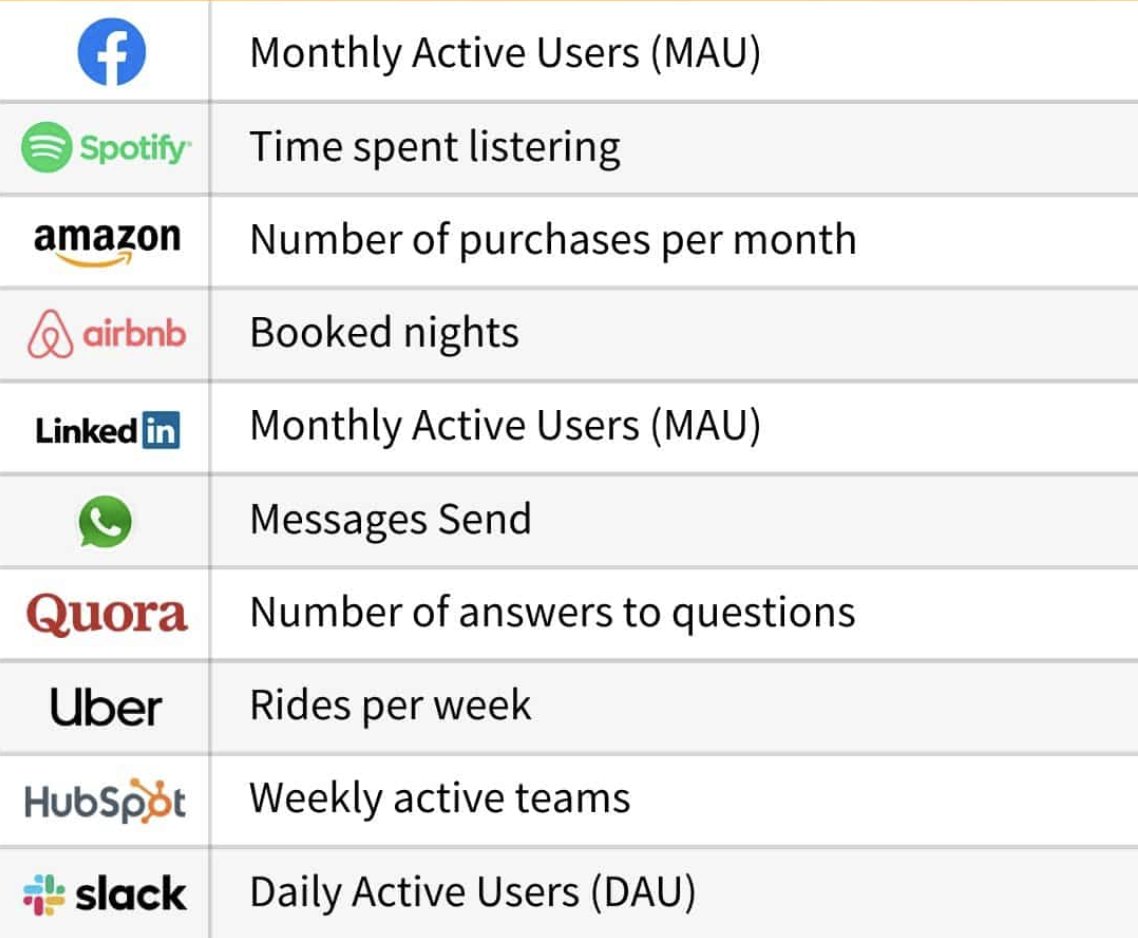 Monthly Active Users (MAU)
Spotify Time spent listering
amazon Number of purchases per month
airbnb Booked nights
Linked in Monthly Active Users (MAU)
Messages Send
Quora Number of answers to questions
Uber Rides per week
HubSpot Weekly active teams
slack Daily Active Users (DAU)